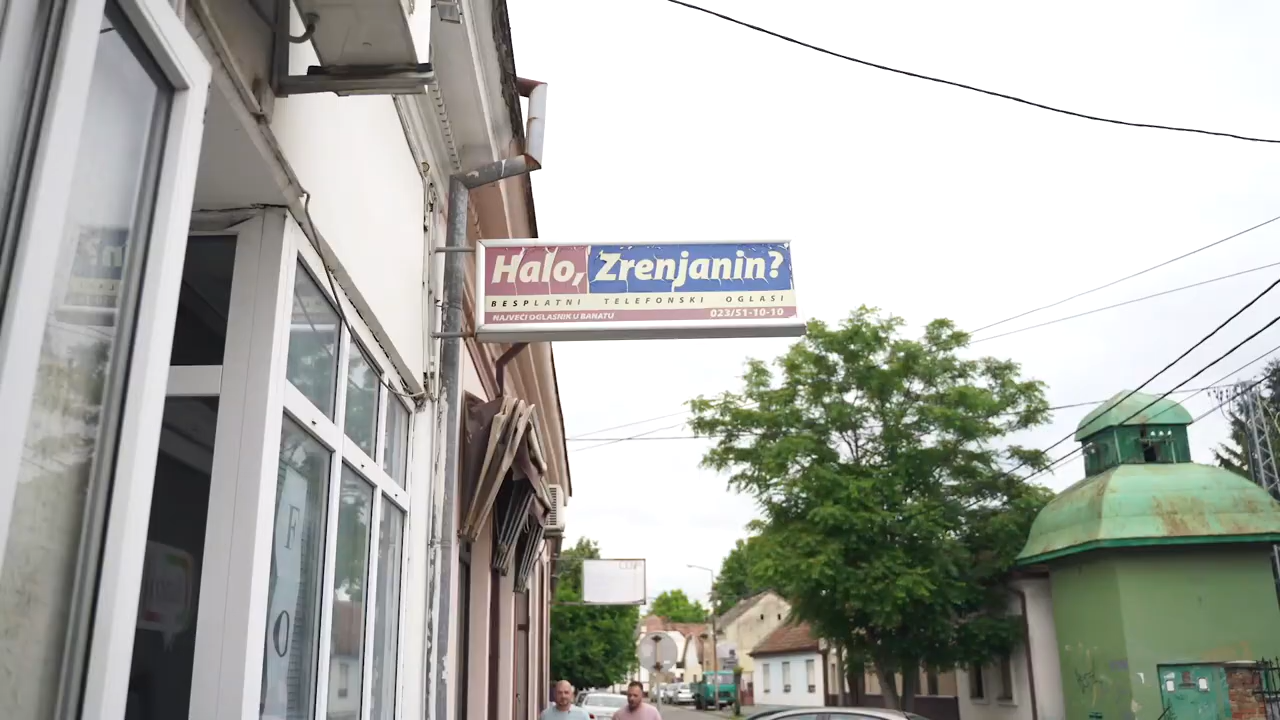 Halo, Zrenjanin?
BESPLATNI TELEFONSKI OGLASI
NAJVEĆI OGLASNIK U BANATU 023/51-10-10
F
O